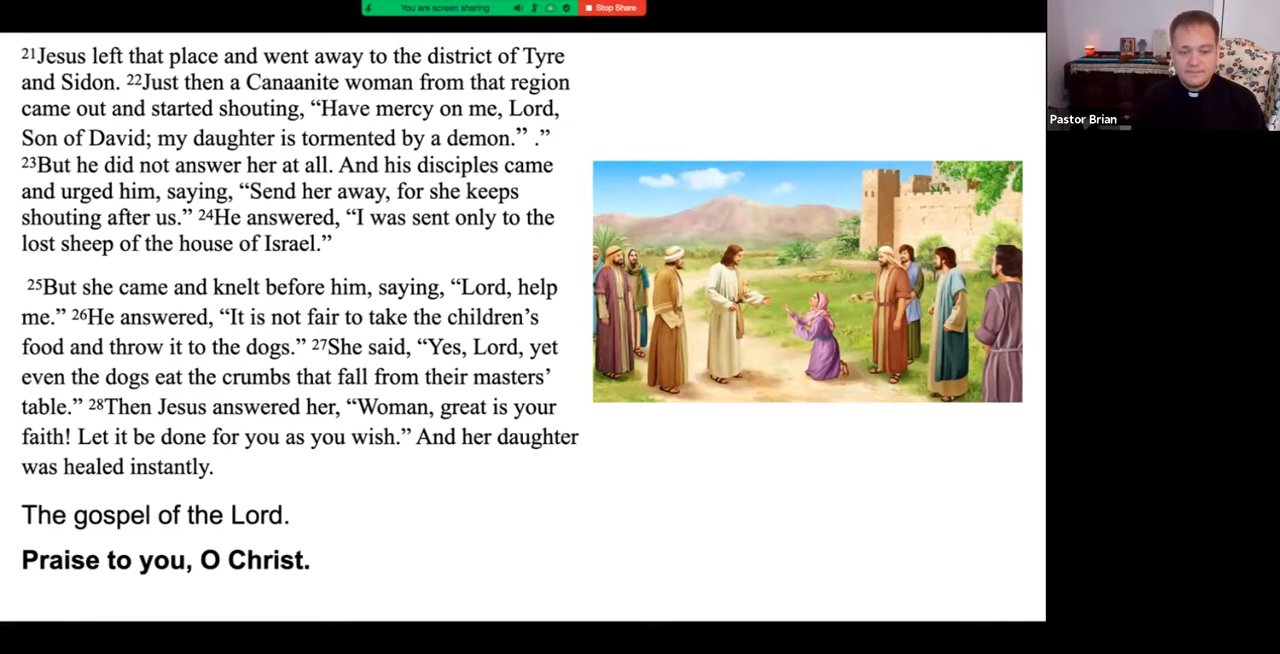 You are screen sharing
Stop Share
21Jesus left that place and went away to the district of Tyre
and Sidon. 22Just then a Canaanite woman from that region
came out and started shouting, “Have mercy on me, Lord,
Son of David; my daughter is tormented by a demon.” .”
23But he did not answer her at all. And his disciples came
and urged him, saying, “Send her away, for she keeps
shouting after us.” 24He answered, “I was sent only to the
lost sheep of the house of Israel.”
25But she came and knelt before him, saying, “Lord, help
me.” 26He answered, “It is not fair to take the children’s
food and throw it to the dogs.” 27She said, “Yes, Lord, yet
even the dogs eat the crumbs that fall from their masters’
table.” 28Then Jesus answered her, “Woman, great is your
faith! Let it be done for you as you wish.” And her daughter
was healed instantly.
The gospel of the Lord.
Praise to you, O Christ.
Pastor Brian